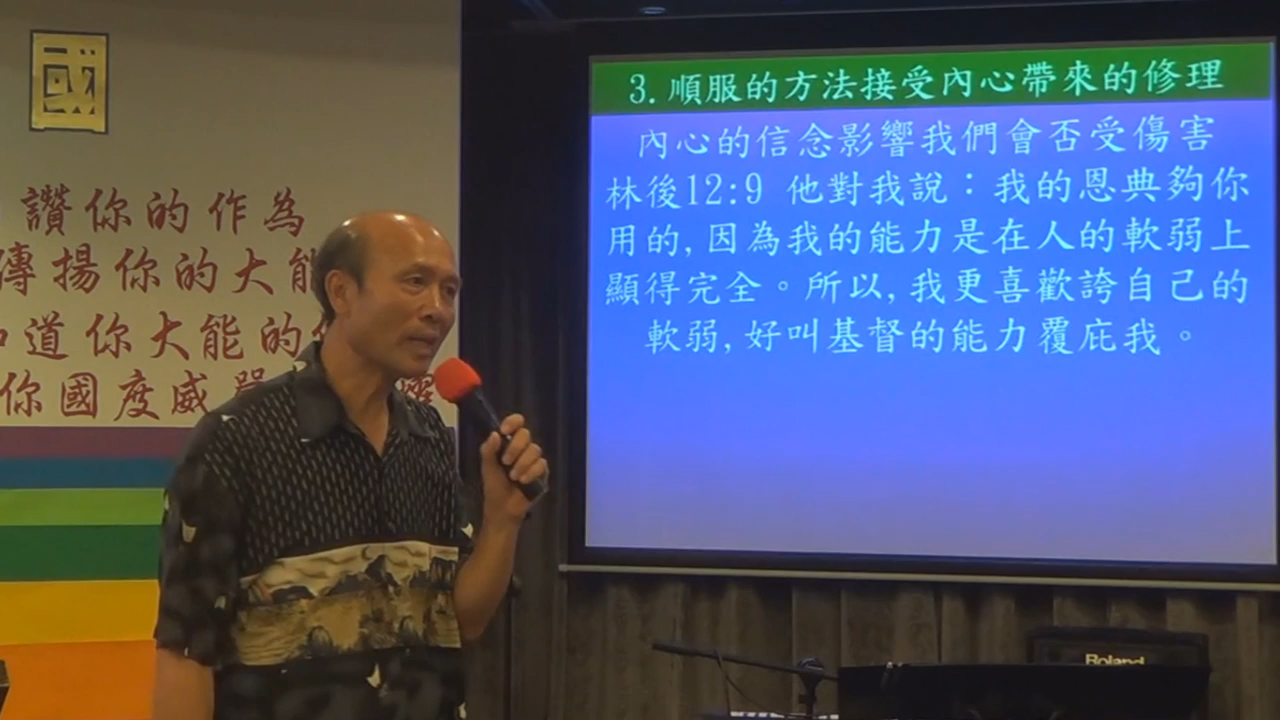 國
讚你的作為
傳揚你的大能
道你大能的
你國度威
3.順服的方法接受內心帶來的修理
內心的信念影響我們會否受傷害
林後12:9 他對我說：我的恩典夠你
用的,因為我的能力是在人的軟弱上
顯得完全。所以,我更喜歡誇自己的
軟弱,好叫基督的能力覆庇我。
Roland